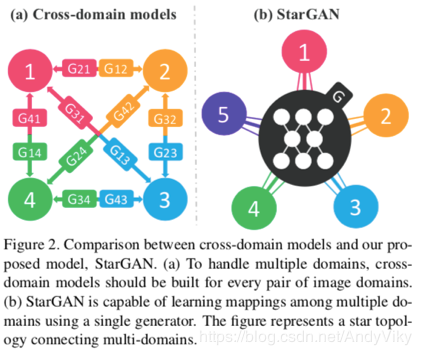 (a) Cross-domain models
(b) StarGAN
1
G21
G12
2
G41
G31
G42
G32
G14
G24
G13
G23
4
G34
G43
3
1
G
5
2
4
3
Figure 2. Comparison between cross-domain models and our pro-
posed model, StarGAN. (a) To handle multiple domains, cross-
domain models should be built for every pair of image domains.
(b) StarGAN is capable of learning mappings among multiple do-
mains using a single generator. The figure represents a star topol-
ogy connecting multi-domains.
https://blog.csdn.net/AndyViky